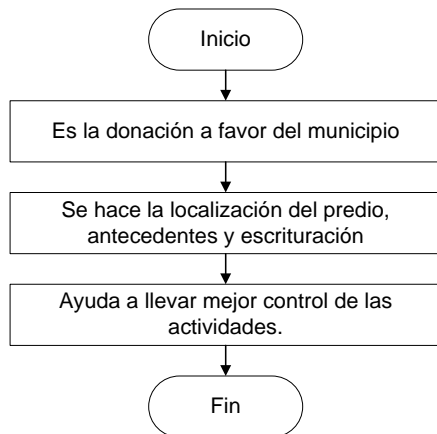 Inicio
Es la donación a favor del municipio
Se hace la localización del predio,
antecedentes y escrituración
Ayuda a llevar mejor control de las
actividades.
Fin